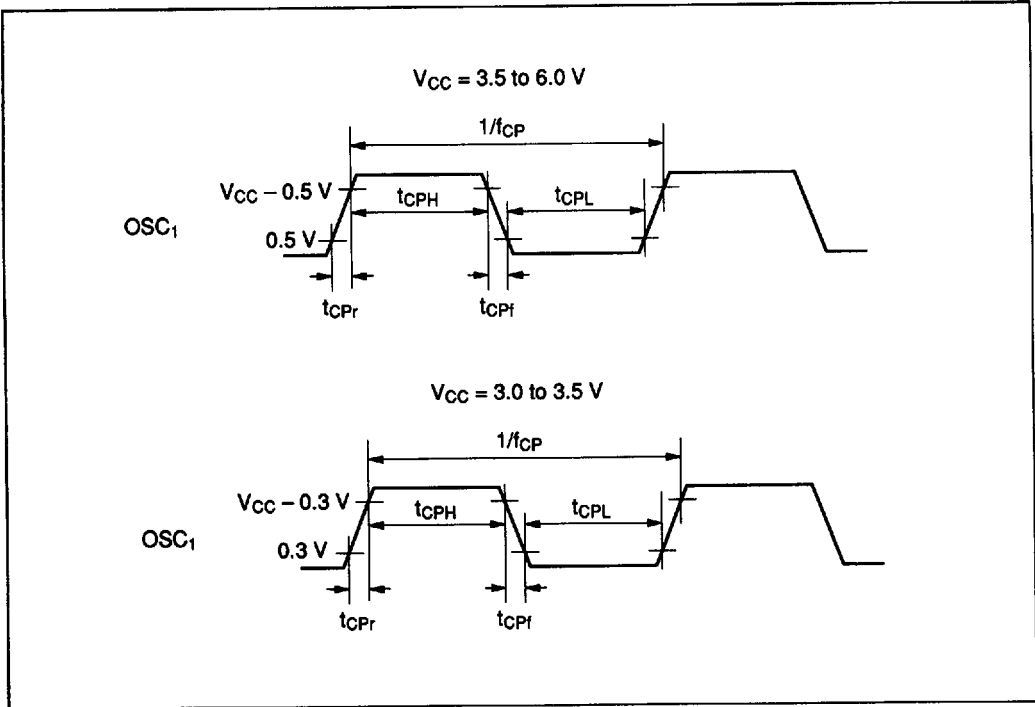 VCC = 3.5 to 6.0 V
1/fCP
VCC – 0.5 V
tCPH
tCPL
OSC1
0.5 V
tCPr
tCPf
VCC = 3.0 to 3.5 V
1/fCP
VCC – 0.3 V
tCPH
tCPL
OSC1
0.3 V
tCPr
tCPf